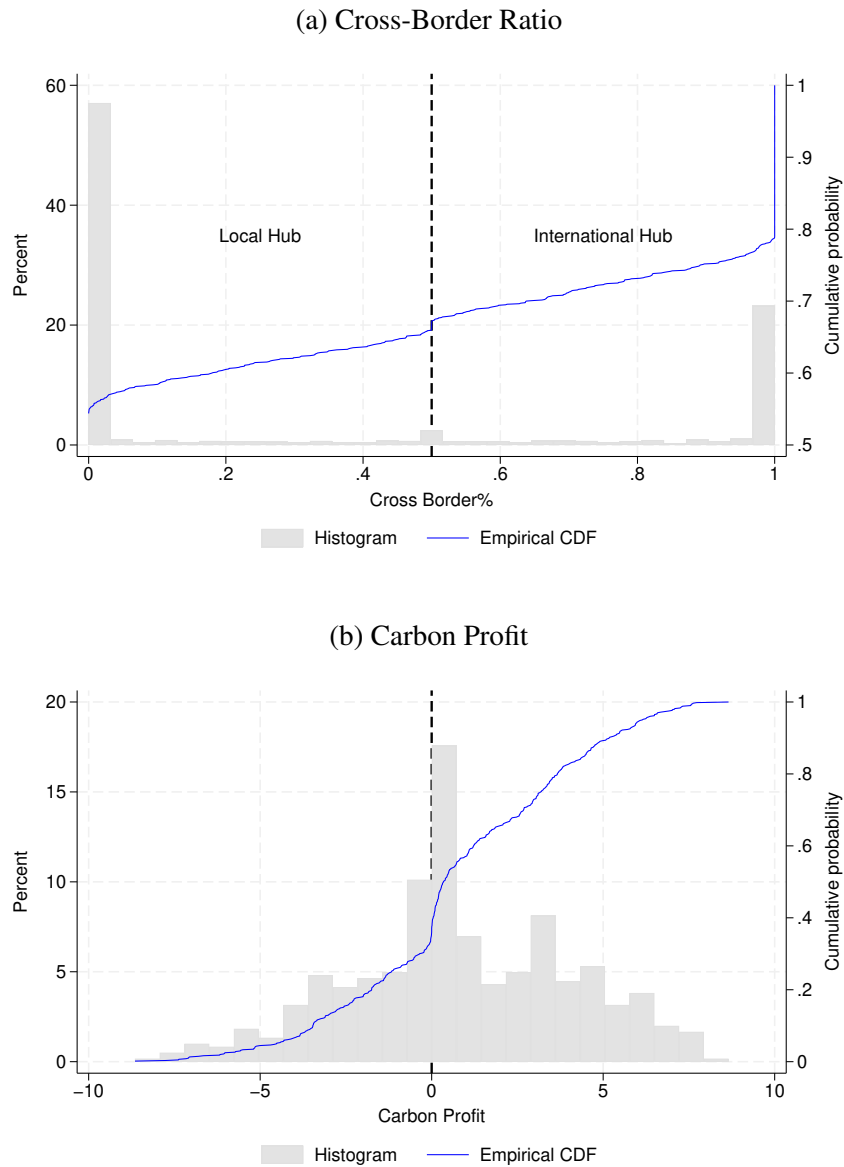 (a) Cross-Border Ratio
60
40
20
0
Percent
1
.9
.8
.7
.6
.5
Cumulative probability
Local Hub
International Hub
0 .2 .4 .6 .8 1
Cross Border%
Histogram Empirical CDF
(b) Carbon Profit
20
15
10
5
0
Percent
1
.8
.6
.4
.2
0
Cumulative probability
−10 −5 0 5 10
Carbon Profit
Histogram Empirical CDF